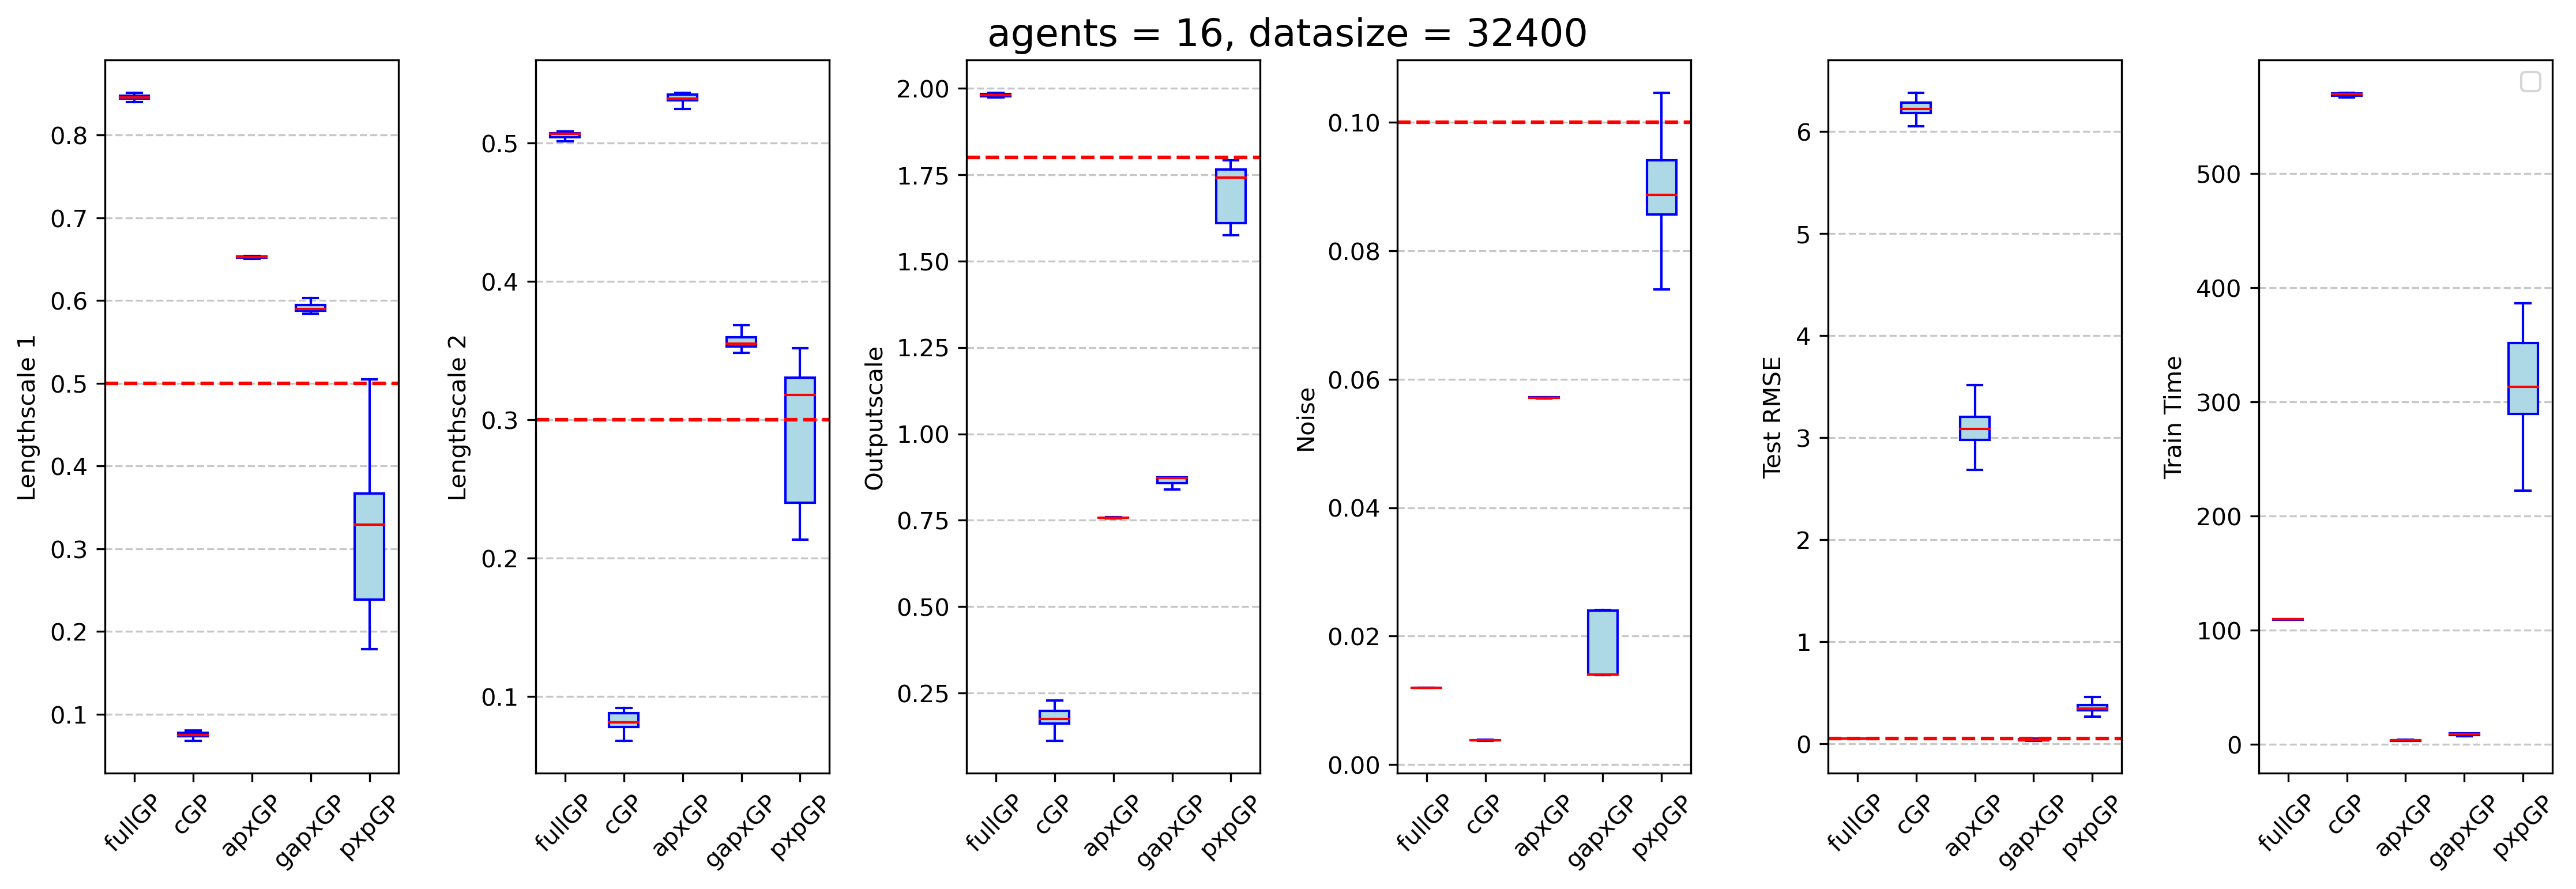 agents = 16, datasize = 32400
Lengthscale 1
0.8
0.7
0.6
0.5
0.4
0.3
0.2
0.1
fullGP
cGP
apxGP
gapxGP
pxpGP
Lengthscale 2
0.5
0.4
0.3
0.2
0.1
fullGP
cGP
apxGP
gapxGP
pxpGP
Outputscale
2.00
1.75
1.50
1.25
1.00
0.75
0.50
0.25
fullGP
cGP
apxGP
gapxGP
pxpGP
Noise
0.10
0.08
0.06
0.04
0.02
0.00
fullGP
cGP
apxGP
gapxGP
pxpGP
Test RMSE
6
5
4
3
2
1
0
fullGP
cGP
apxGP
gapxGP
pxpGP
Train Time
500
400
300
200
100
0
fullGP
cGP
apxGP
gapxGP
pxpGP